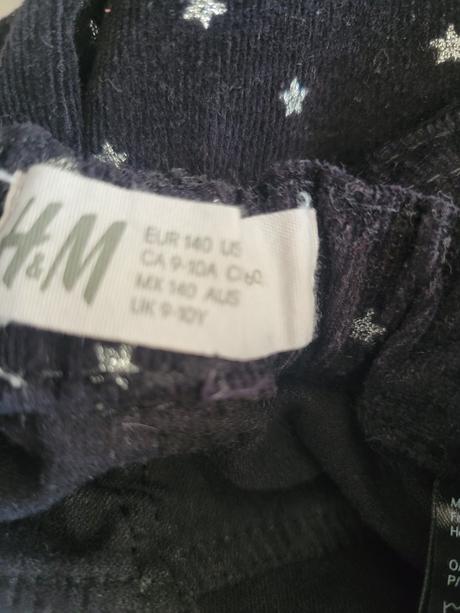 H&M
EUR 140 US
CA 9-10A
MX 140 AUS
UK 9-10Y